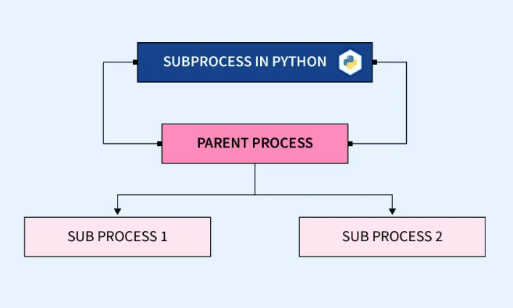 SUBPROCESS IN PYTHON
PARENT PROCESS
SUB PROCESS 1
SUB PROCESS 2